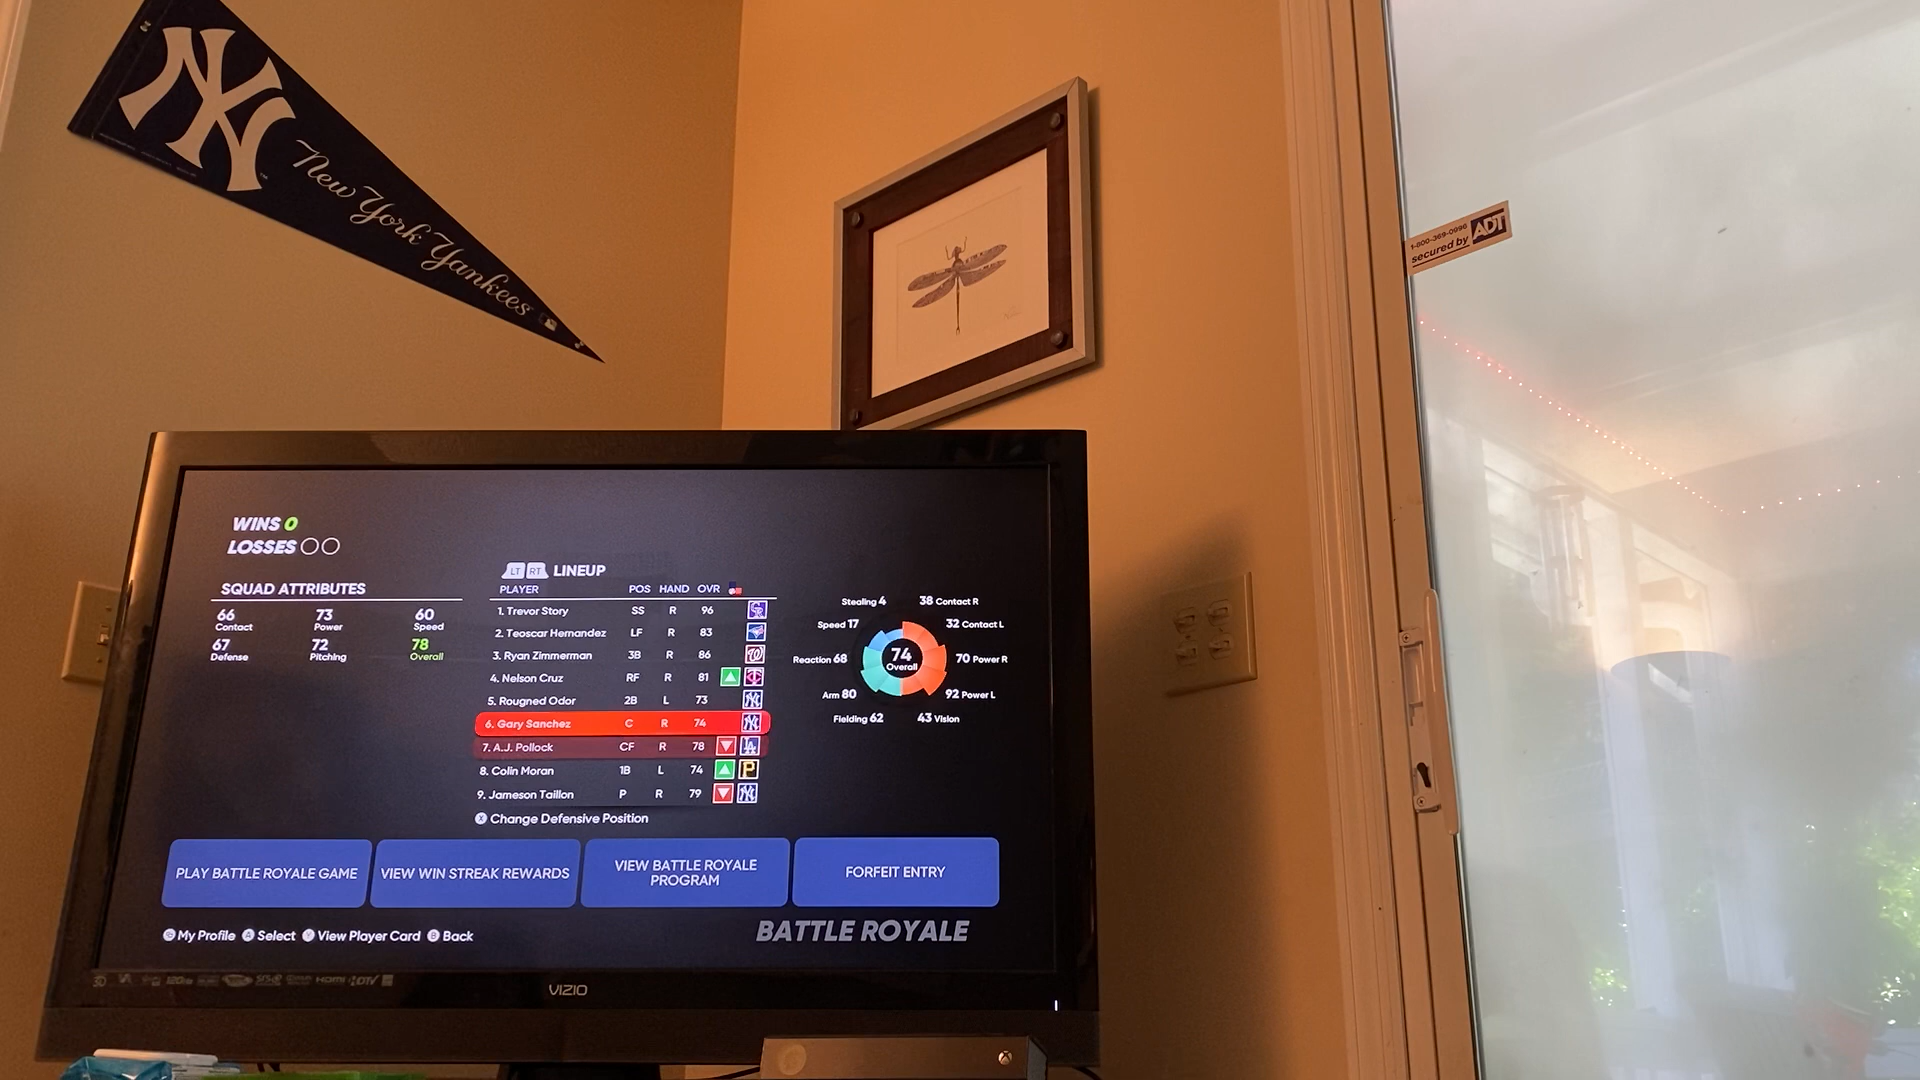 NY
New York Yankees
1-800-369-0996
secured by ADT
WINS 0
LOSSES
SQUAD ATTRIBUTES
66 73 60
Contact Power Speed
67 72 78
Defense Pitching Overall
LT RT LINEUP
PLAYER POS HAND OVR
1. Trevor Story SS R 96
2. Teoscar Hernandez LF R 83
3. Ryan Zimmerman 3B R 86
4. Nelson Cruz RF R 81
5. Rougned Odor 2B L 73
6. Gary Sanchez C R 74
7. A.J. Pollock CF R 78
8. Colin Moran 1B L 74
9. Jameson Taillon P R 79
X Change Defensive Position
Stealing 4 38 Contact R
Speed 17 32 Contact L
74
Overall
Reaction 68 70 Power R
Arm 80 92 Power L
Fielding 62 43 Vision
PLAY BATTLE ROYALE GAME
VIEW WIN STREAK REWARDS
VIEW BATTLE ROYALE
PROGRAM
FORFEIT ENTRY
My Profile A Select Y View Player Card B Back
BATTLE ROYALE
3D 120Hz SRS HDMI HDTV
VIZIO